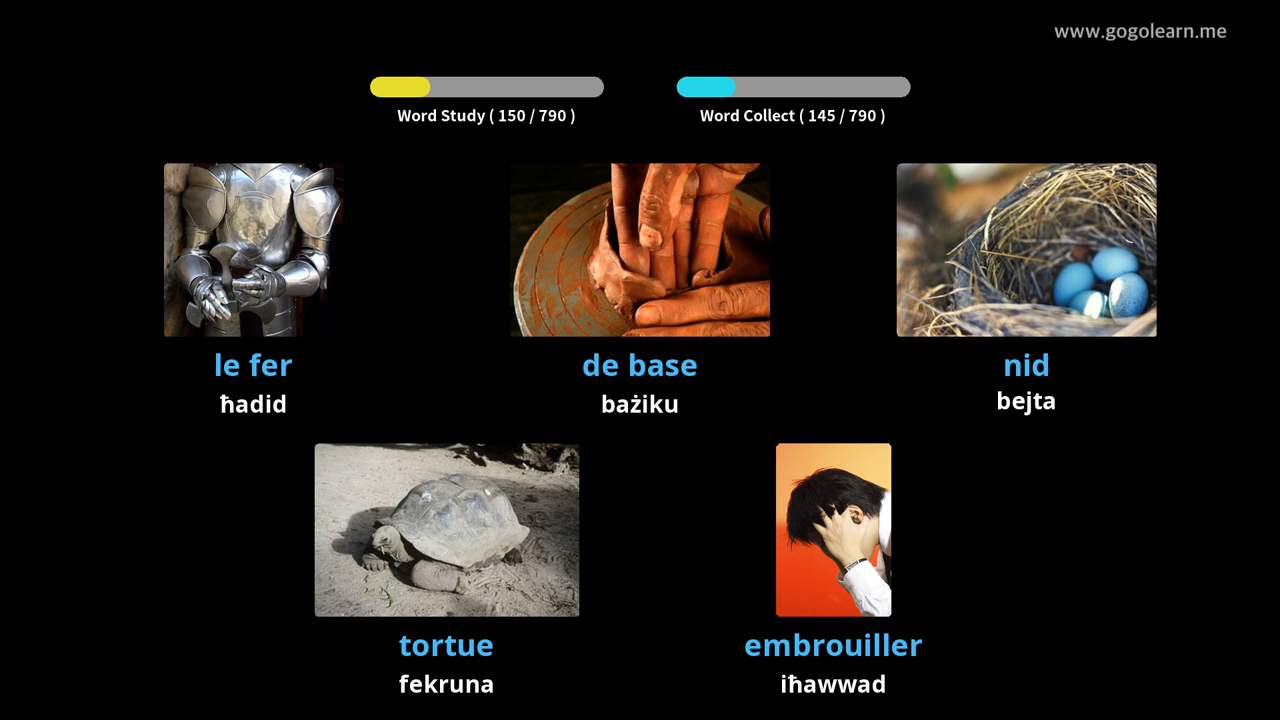 www.gogolearn.me
Word Study ( 150 / 790 )
Word Collect ( 145 / 790 )
le fer
ħadid
de base
bażiku
nid
bejta
tortue
fekruna
embrouiller
iħawwad